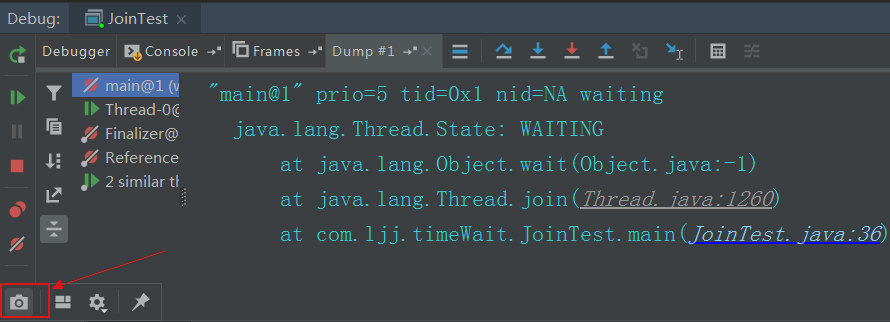 Debug: JoinTest
Debugger Console Frames Dump #1
main@1 (w
Thread-0@
Finalizer@
Reference
2 similar th
"main@1" prio=5 tid=0x1 nid=NA waiting
java.lang.Thread.State: WAITING
at java.lang.Object.wait(Object.java:-1)
at java.lang.Thread.join(Thread.java:1260)
at com.ljj.timeWait.JoinTest.main(JoinTest.java:36)